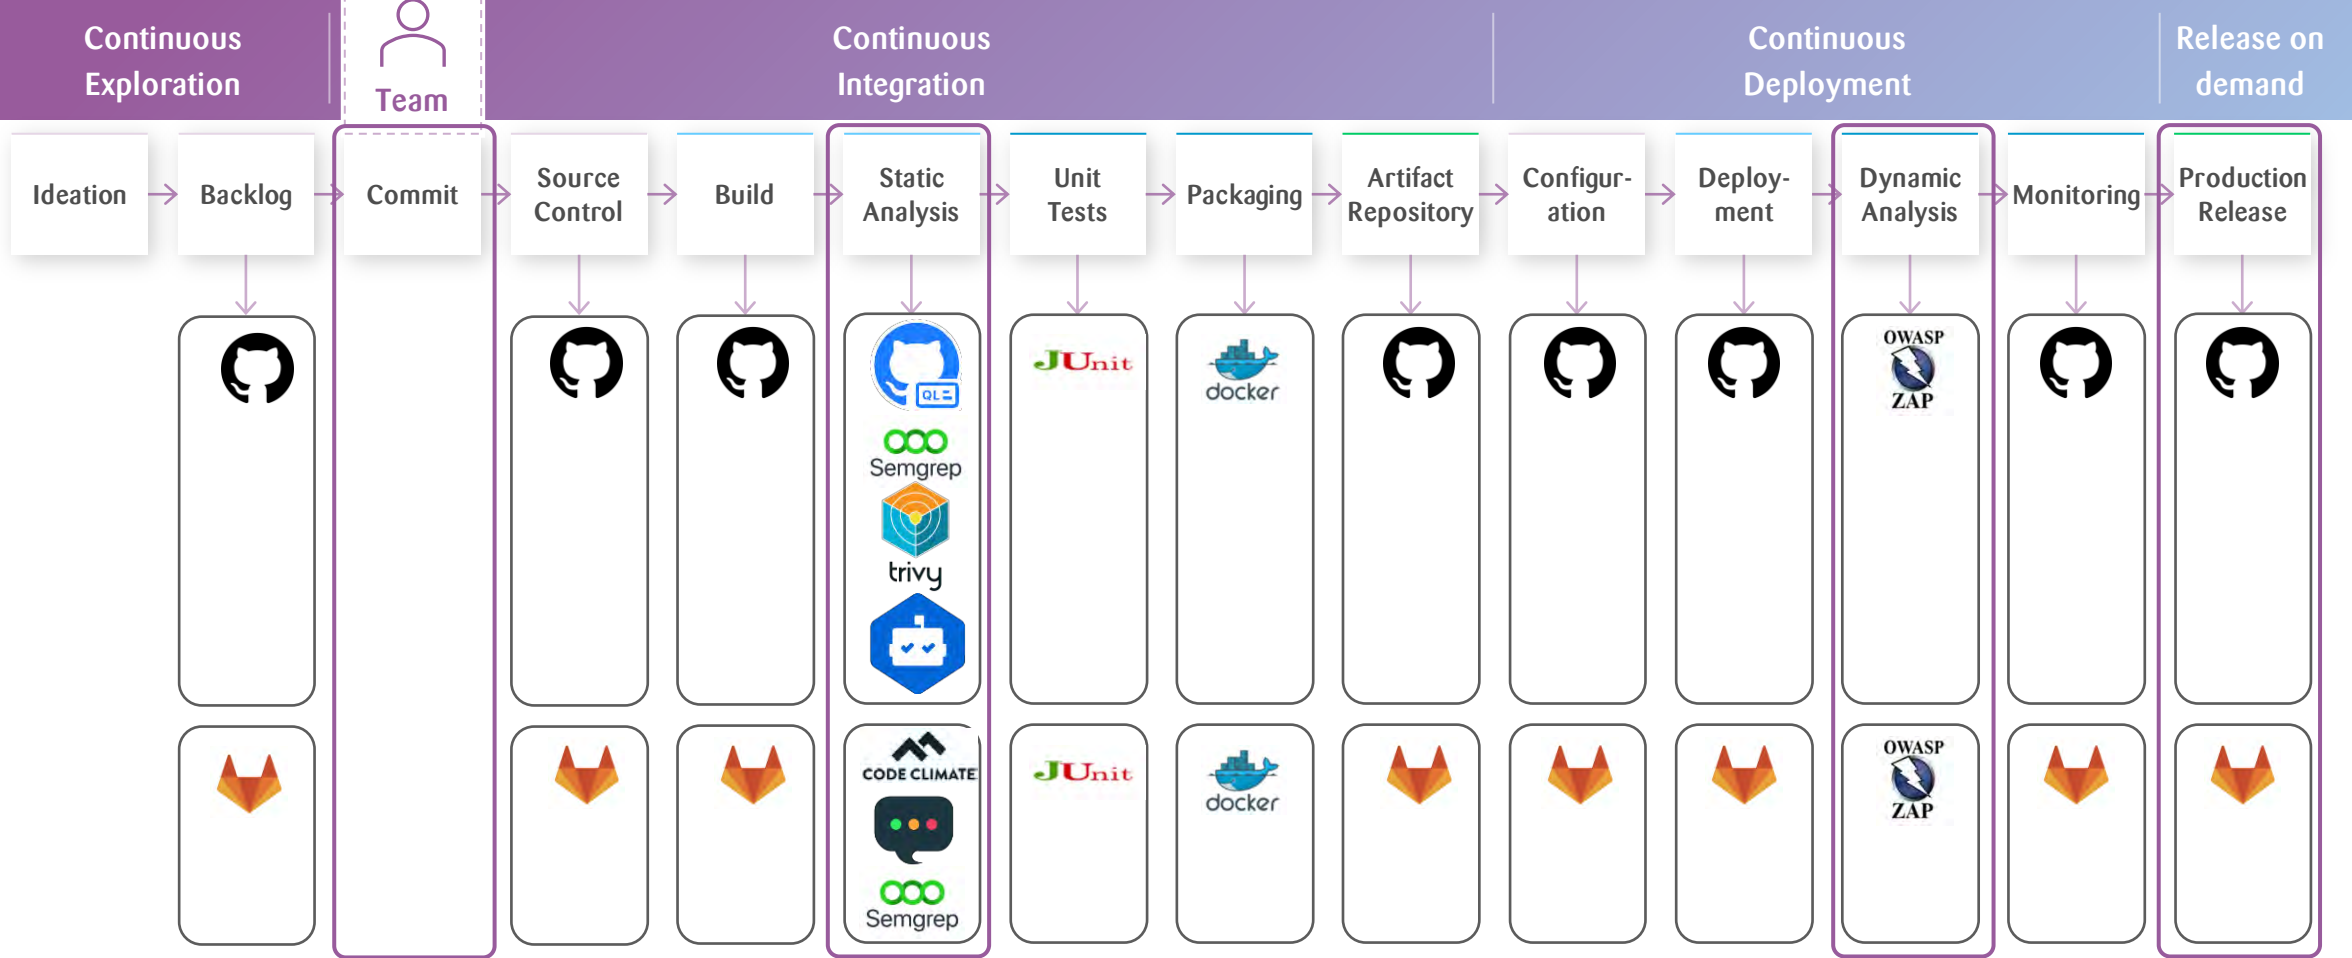 Continuous
Exploration
Team
Continuous
Integration
Continuous
Deployment
Release on
demand
Ideation
Backlog
Commit
Source
Control
Build
Static
Analysis
Unit
Tests
Packaging
Artifact
Repository
Configur-
ation
Deploy-
ment
Dynamic
Analysis
Monitoring
Production
Release
QL
Semgrep
trivy
JUnit
docker
OWASP
ZAP
CODE CLIMATE
Semgrep
JUnit
docker
OWASP
ZAP